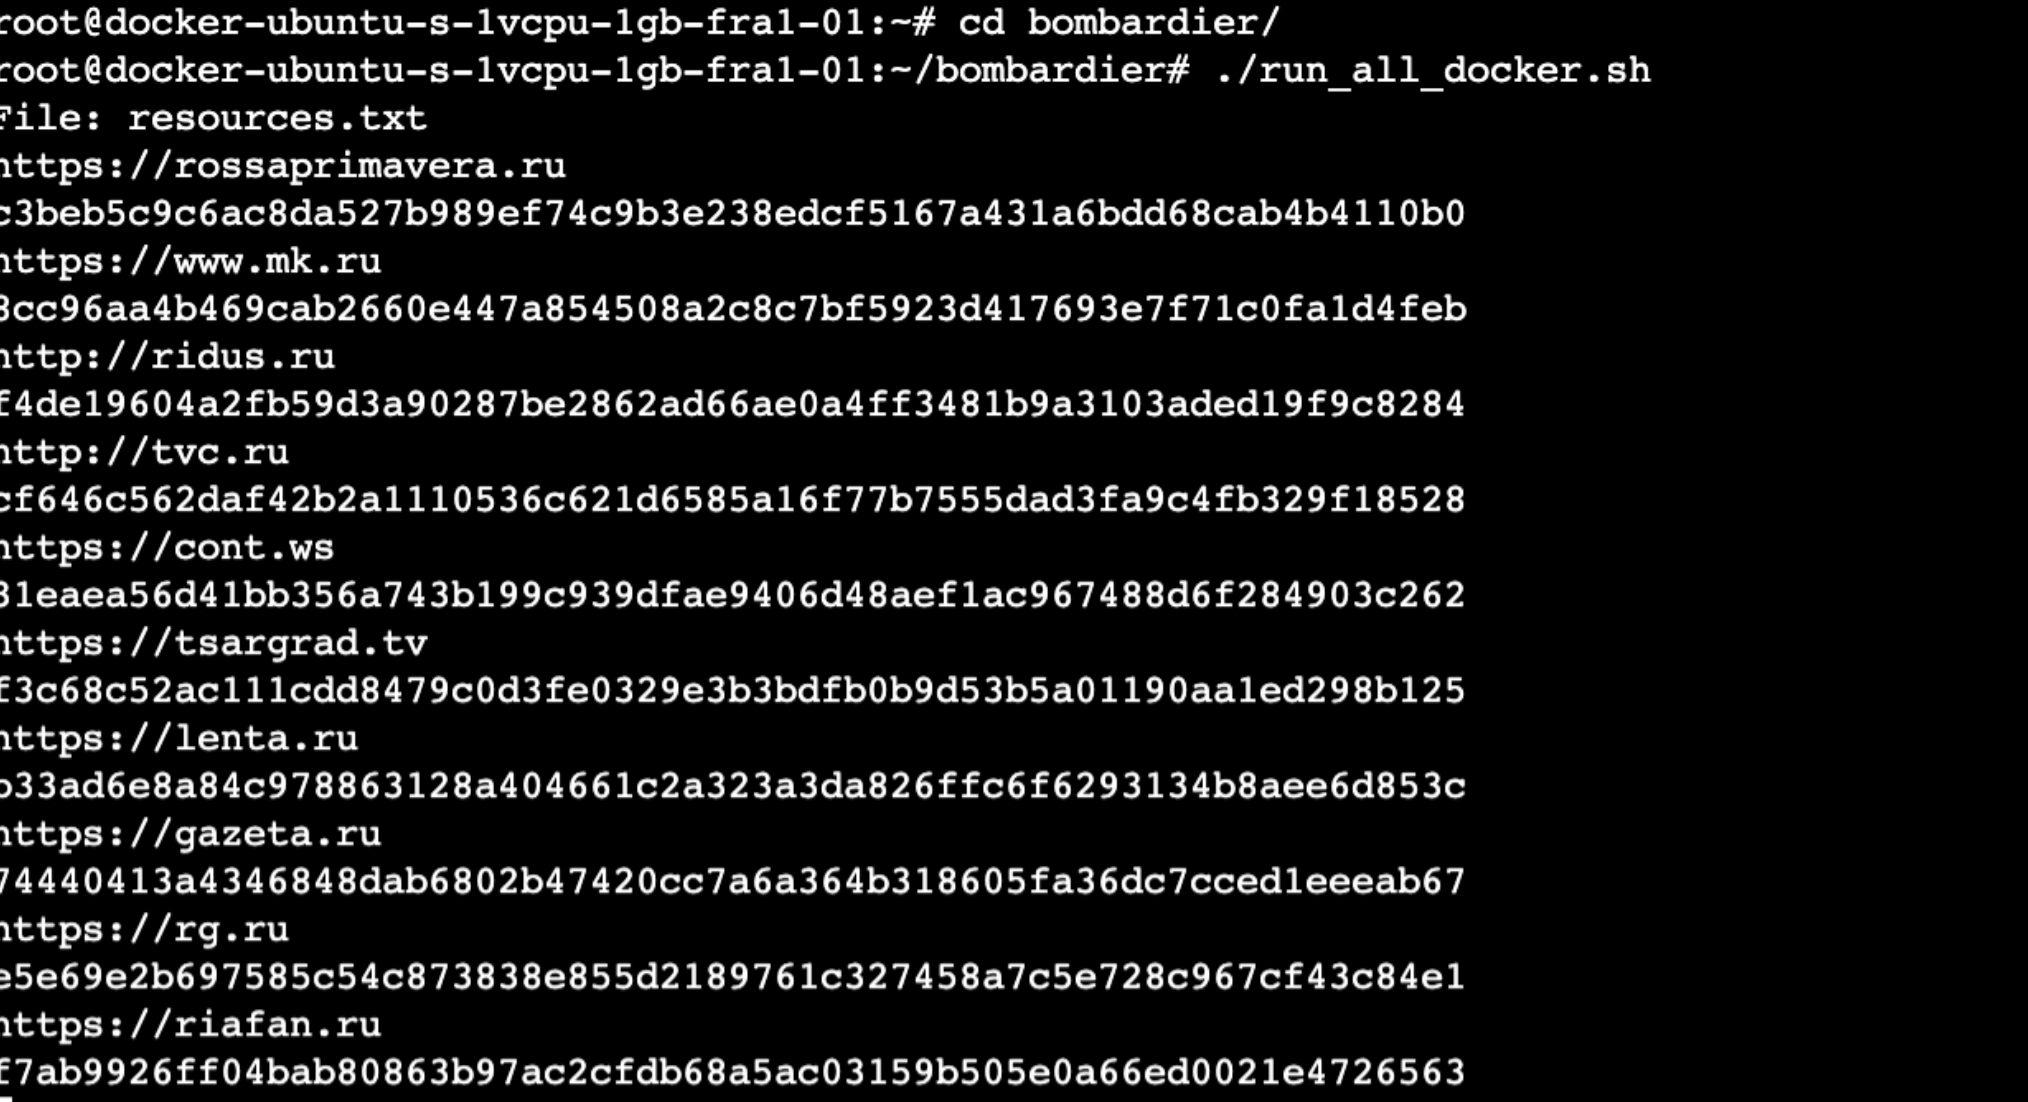 root@docker-ubuntu-s-1vcpu-1gb-fra1-01:~# cd bombardier/
root@docker-ubuntu-s-1vcpu-1gb-fra1-01:~/bombardier# ./run_all_docker.sh
File: resources.txt
https://rossaprimavera.ru
c3beb5c9c6ac8da527b989ef74c9b3e238edcf5167a431a6bdd68cab4b4110b0
https://www.mk.ru
8cc96aa4b469cab2660e447a854508a2c8c7bf5923d417693e7f71c0fa1d4feb
http://ridus.ru
f4de19604a2fb59d3a90287be2862ad66ae0a4ff3481b9a3103aded19f9c8284
http://tvc.ru
cf646c562daf42b2a1110536c621d6585a16f77b7555dad3fa9c4fb329f18528
https://cont.ws
31eaea56d41bb356a743b199c939dfae9406d48aef1ac967488d6f284903c262
https://tsargrad.tv
f3c68c52ac111cdd8479c0d3fe0329e3b3bdfb0b9d53b5a01190aa1ed298b125
https://lenta.ru
b33ad6e8a84c978863128a404661c2a323a3da826ffc6f6293134b8aee6d853c
https://gazeta.ru
74440413a4346848dab6802b47420cc7a6a364b318605fa36dc7cced1eeeab67
https://rg.ru
e5e69e2b697585c54c873838e855d2189761c327458a7c5e728c967cf43c84e1
https://riafan.ru
f7ab9926ff04bab80863b97ac2cfdb68a5ac03159b505e0a66ed0021e4726563